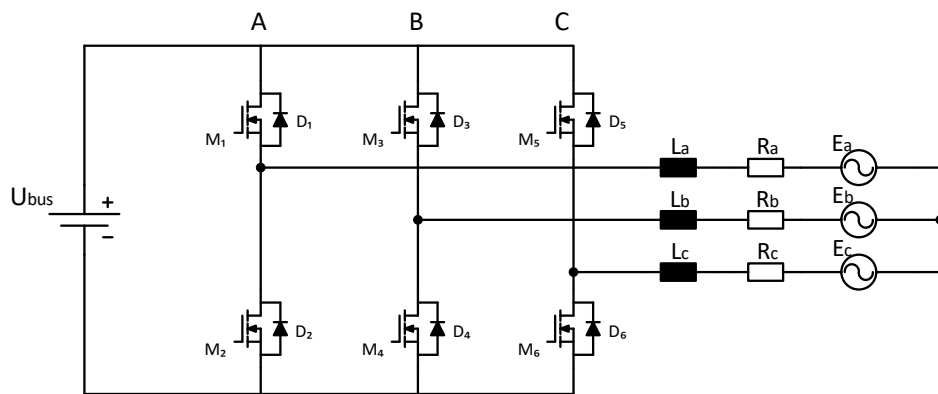 A B C
M₁ D₁ M₃ D₃ M₅ D₅
La Ra Ea
Ubus + −
Lb Rb Eb
Lc Rc Ec
M₂ D₂ M₄ D₄ M₆ D₆